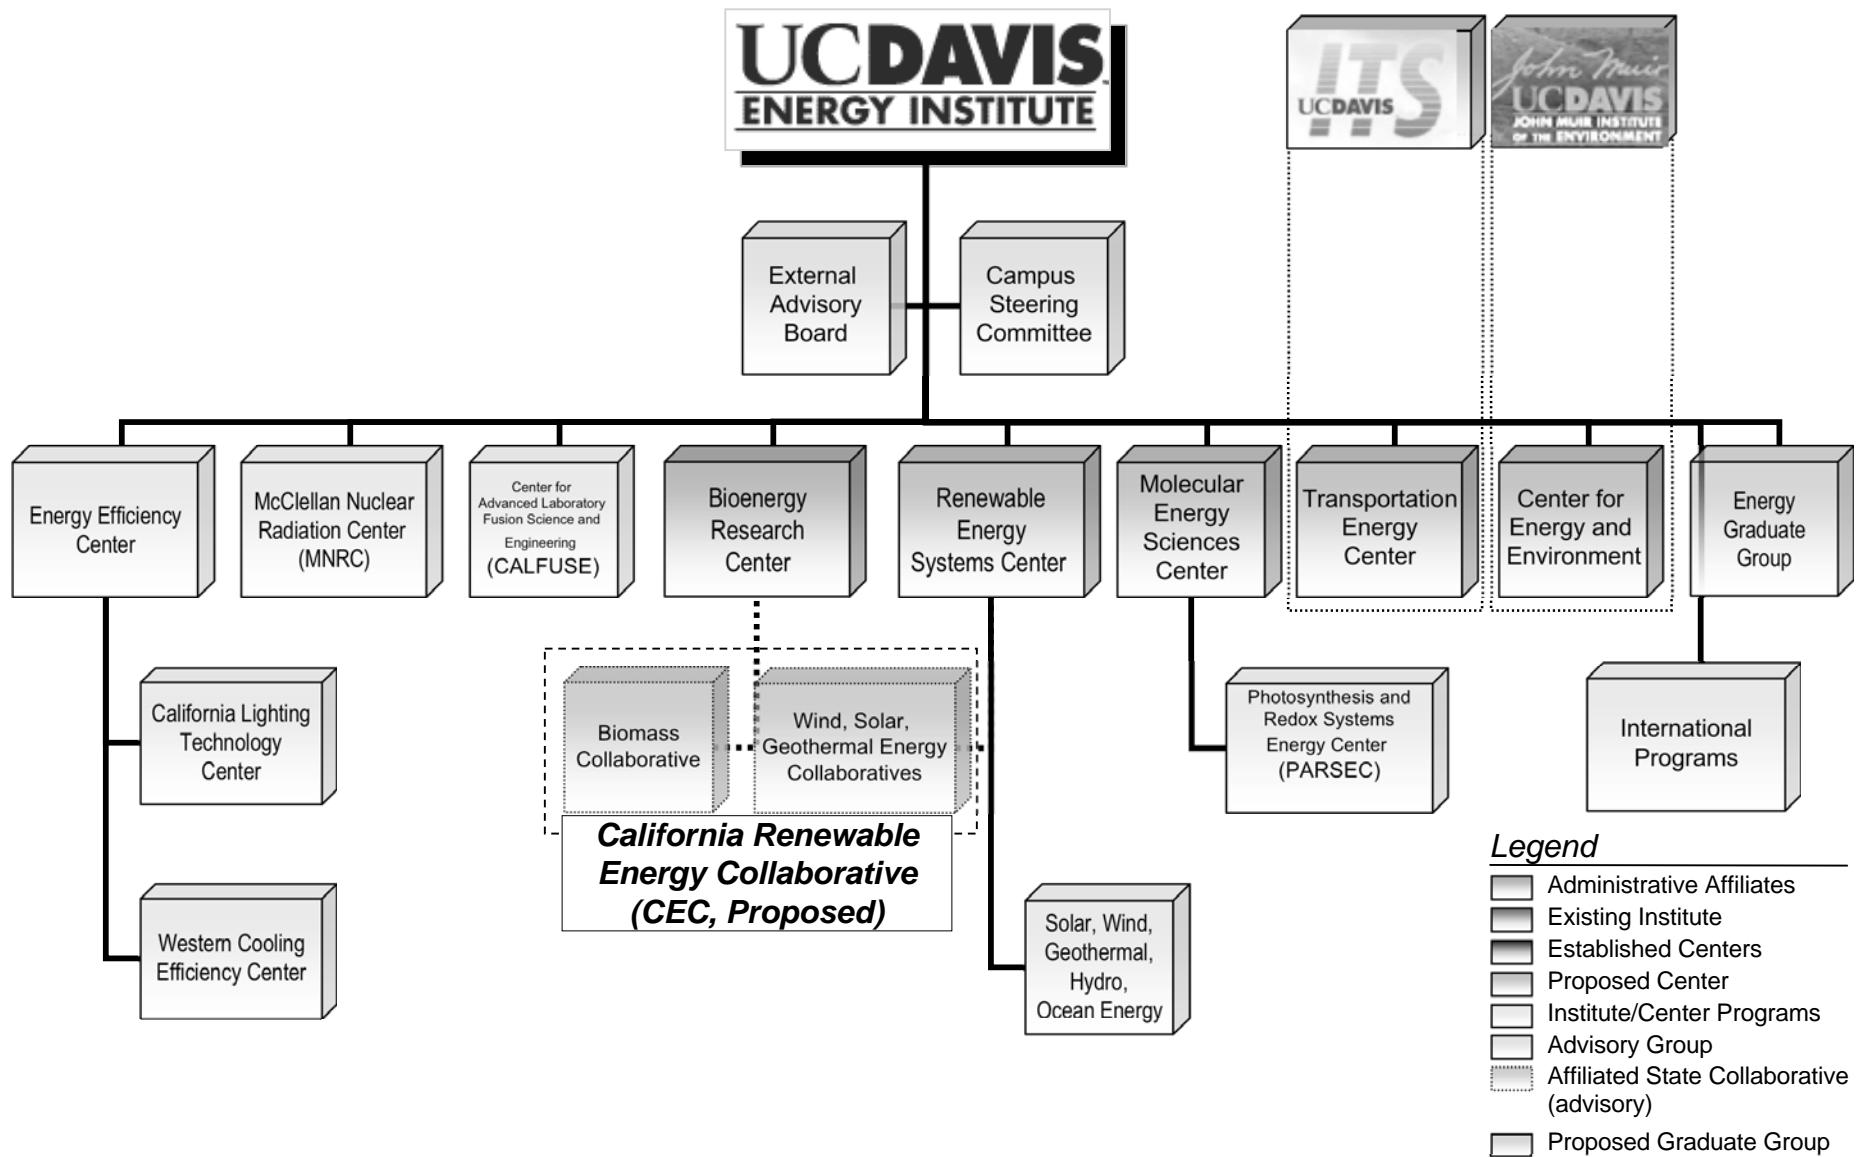 UCDAVIS
ENERGY INSTITUTE
ITS
UCDAVIS
John Muir
UCDAVIS
JOHN MUIR INSTITUTE
OF THE ENVIRONMENT
External
Advisory
Board
Campus
Steering
Committee
Energy Efficiency
Center
McClellan Nuclear
Radiation Center
(MNRC)
Center for
Advanced Laboratory
Fusion Science and
Engineering
(CALFUSE)
Bioenergy
Research
Center
Renewable
Energy
Systems Center
Molecular
Energy
Sciences
Center
Transportation
Energy
Center
Center for
Energy and
Environment
Energy
Graduate
Group
California Lighting
Technology
Center
Biomass
Collaborative
Wind, Solar,
Geothermal Energy
Collaboratives
Photosynthesis and
Redox Systems
Energy Center
(PARSEC)
International
Programs
California Renewable
Energy Collaborative
(CEC, Proposed)
Western Cooling
Efficiency Center
Solar, Wind,
Geothermal,
Hydro,
Ocean Energy
Legend
Administrative Affiliates
Existing Institute
Established Centers
Proposed Center
Institute/Center Programs
Advisory Group
Affiliated State Collaborative
(advisory)
Proposed Graduate Group